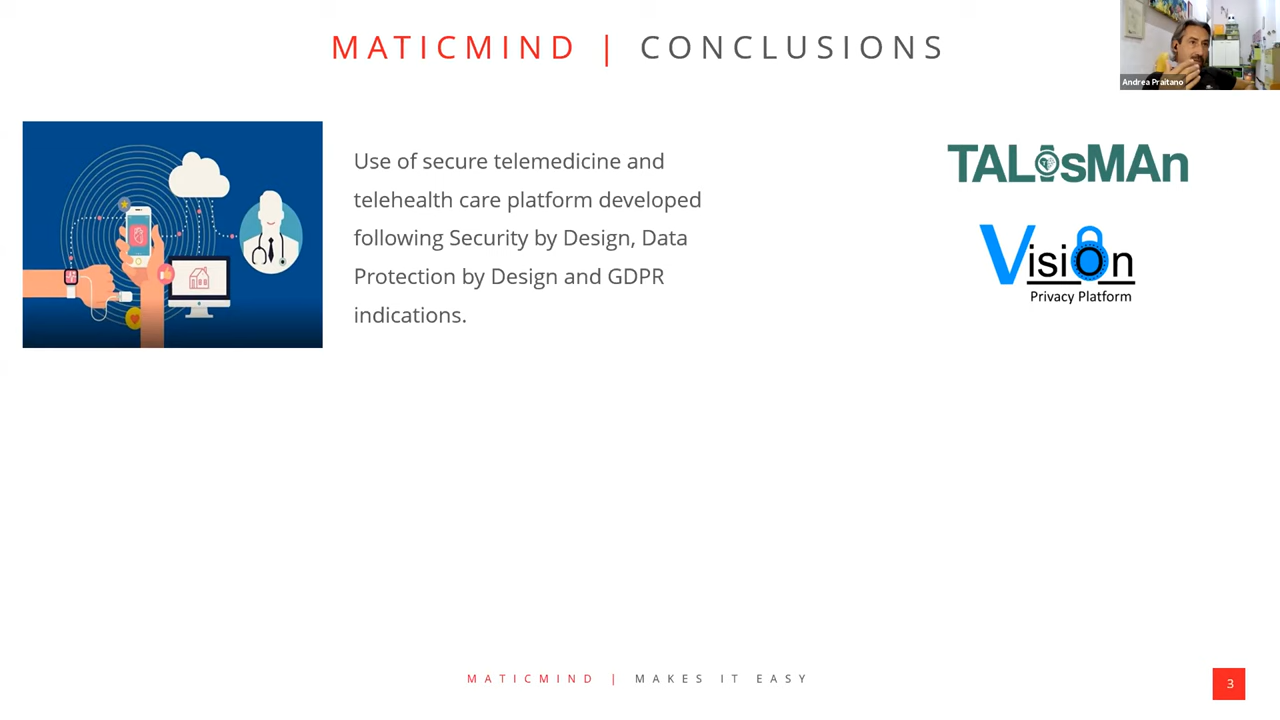 MATICMIND | CONCLUSIONS
Andrea Praitano
Use of secure telemedicine and
telehealth care platform developed
following Security by Design, Data
Protection by Design and GDPR
indications.
TALIsMAn
VisiOn
Privacy Platform
MATICMIND | MAKES IT EASY
3